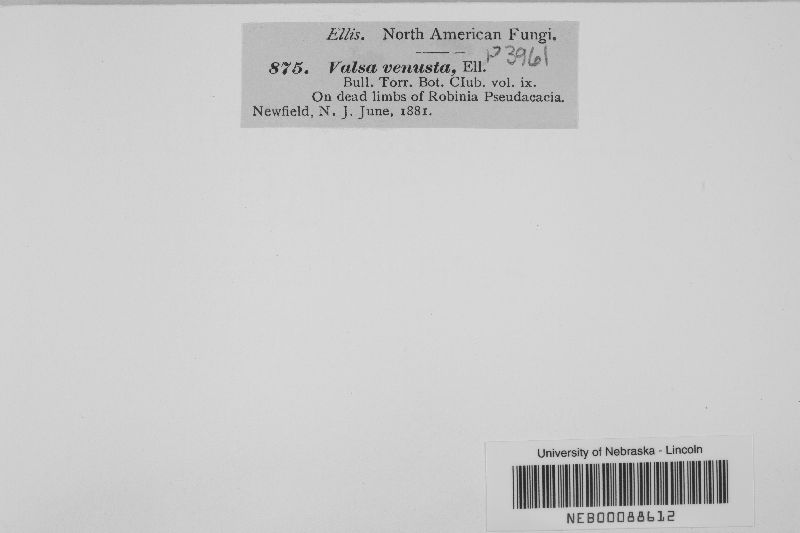 Ellis. North American Fungi.
P3961
875. Valsa venusta, Ell.
Bull. Torr. Bot. Club. vol. ix.
On dead limbs of Robinia Pseudacacia.
Newfield, N. J. June, 1881.
University of Nebraska - Lincoln
NEB00088612